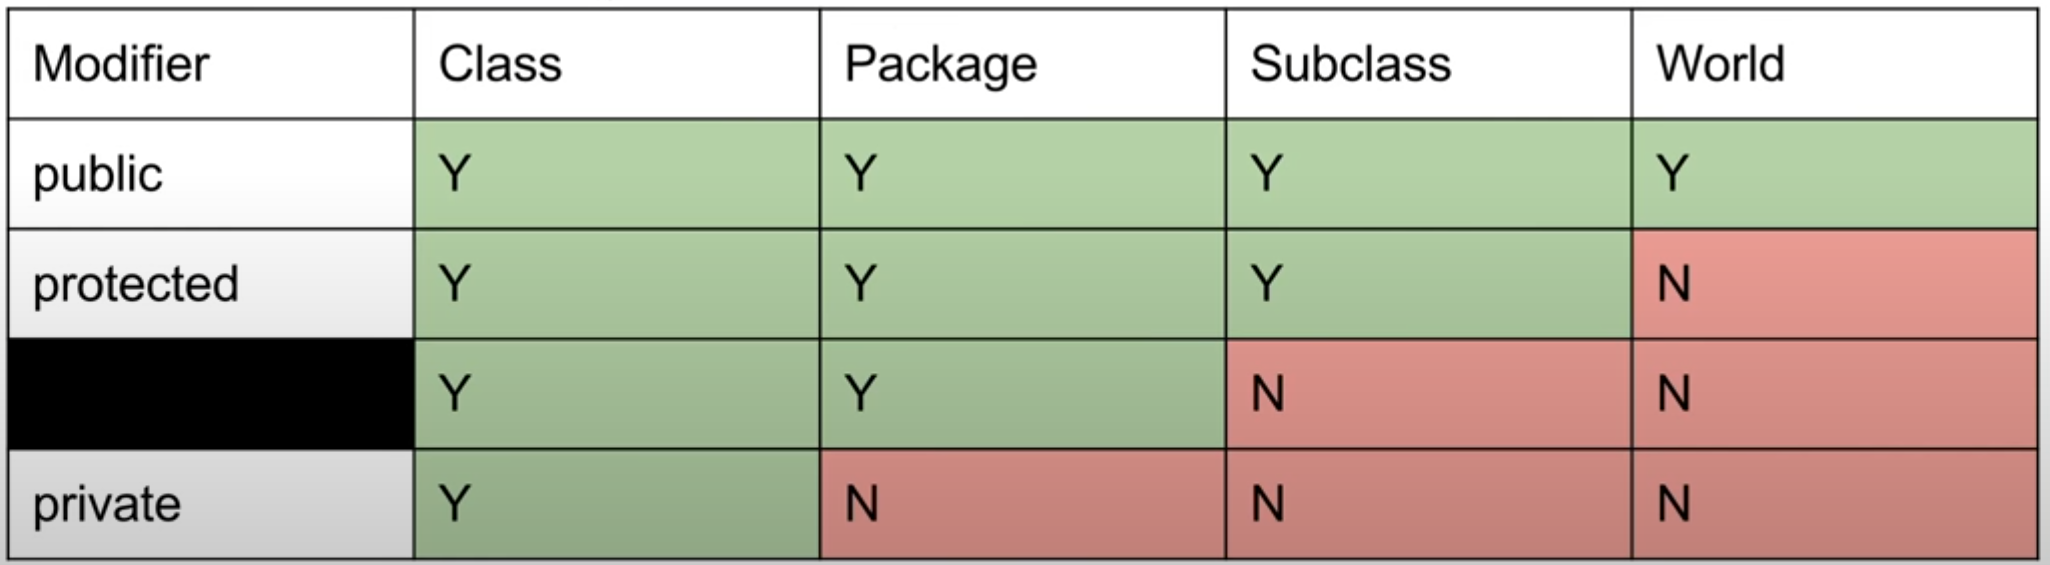 Modifier Class Package Subclass World
public Y Y Y Y
protected Y Y Y N
Y Y N N
private Y N N N